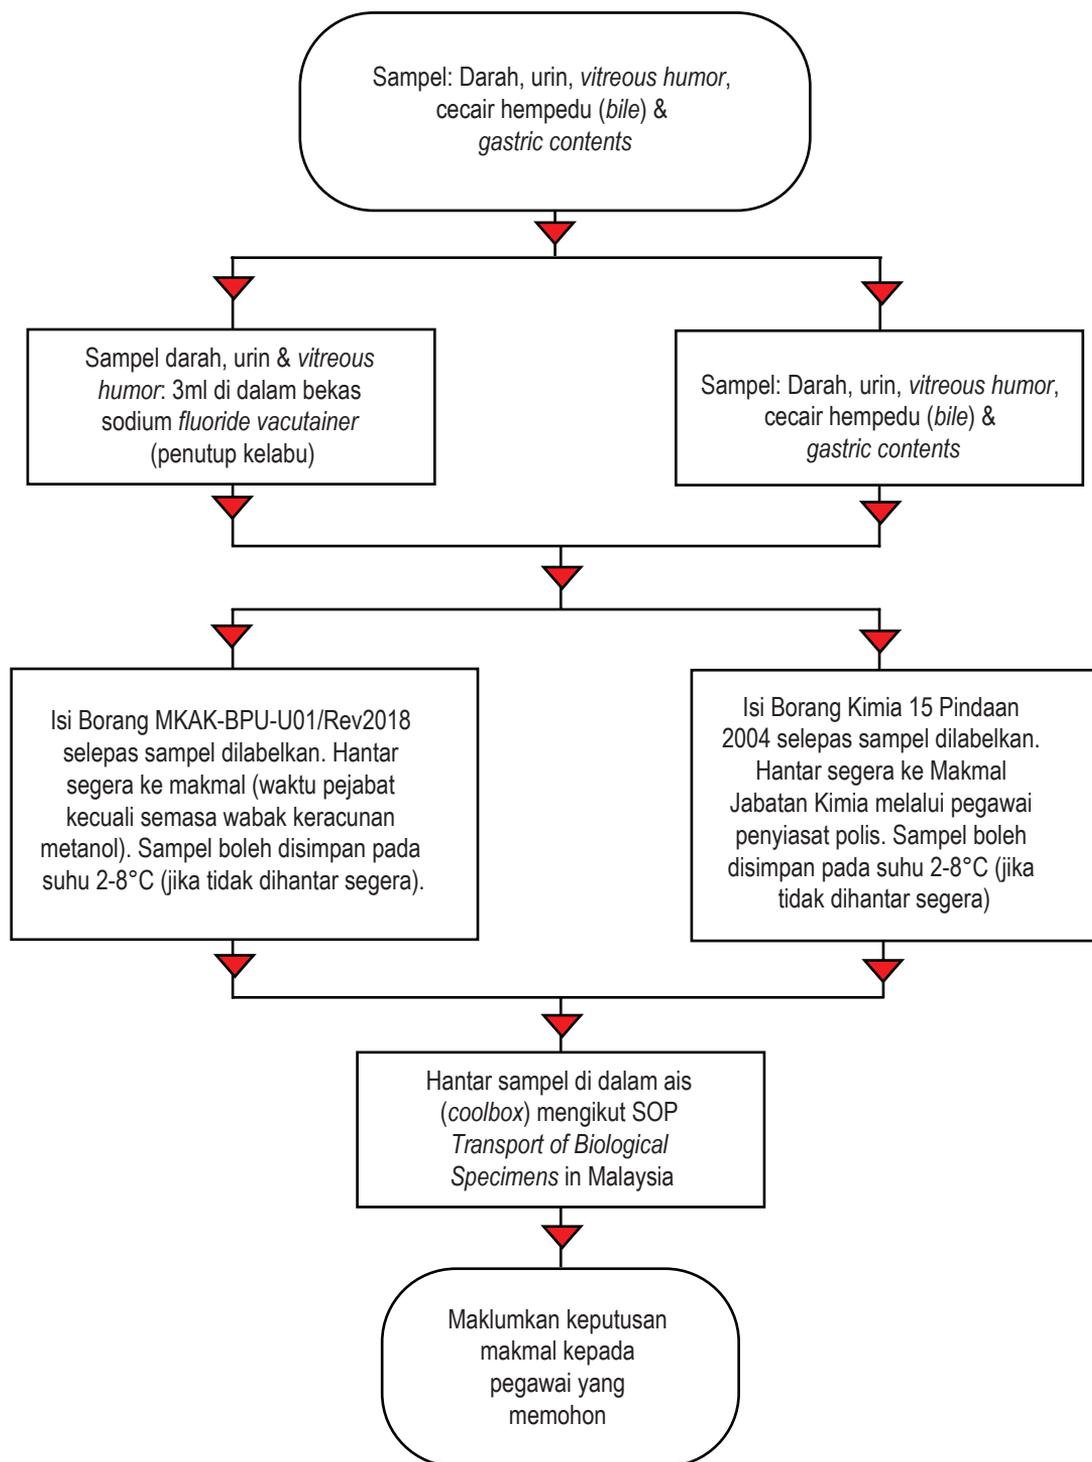 Sampel: Darah, urin, vitreous humor,
cecair hempedu (bile) &
gastric contents
Sampel darah, urin & vitreous
humor: 3ml di dalam bekas
sodium fluoride vacutainer
(penutup kelabu)
Sampel: Darah, urin, vitreous humor,
cecair hempedu (bile) &
gastric contents
Isi Borang MKAK-BPU-U01/Rev2018
selepas sampel dilabelkan. Hantar
segera ke makmal (waktu pejabat
kecuali semasa wabak keracunan
metanol). Sampel boleh disimpan pada
suhu 2-8°C (jika tidak dihantar segera).
Isi Borang Kimia 15 Pindaan
2004 selepas sampel dilabelkan.
Hantar segera ke Makmal
Jabatan Kimia melalui pegawai
penyiasat polis. Sampel boleh
disimpan pada suhu 2-8°C (jika
tidak dihantar segera)
Hantar sampel di dalam ais
(coolbox) mengikut SOP
Transport of Biological
Specimens in Malaysia
Maklumkan keputusan
makmal kepada
pegawai yang
memohon